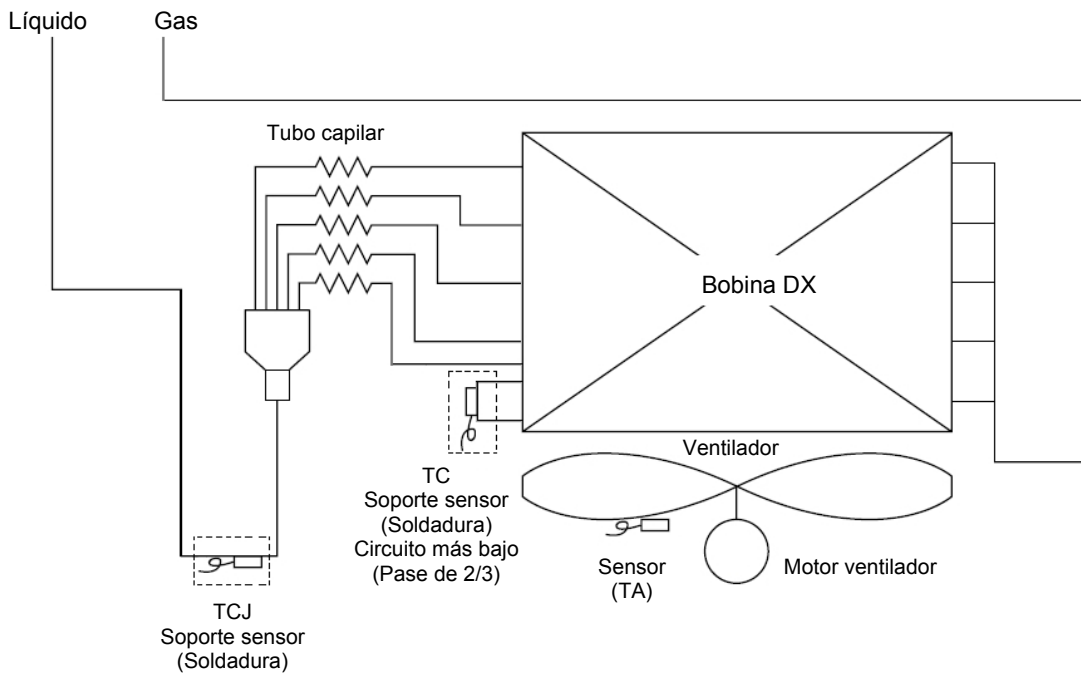 Líquido
Gas
Tubo capilar
Bobina DX
Ventilador
TC
Soporte sensor
(Soldadura)
Circuito más bajo
(Pase de 2/3)
Sensor
(TA)
Motor ventilador
TCJ
Soporte sensor
(Soldadura)